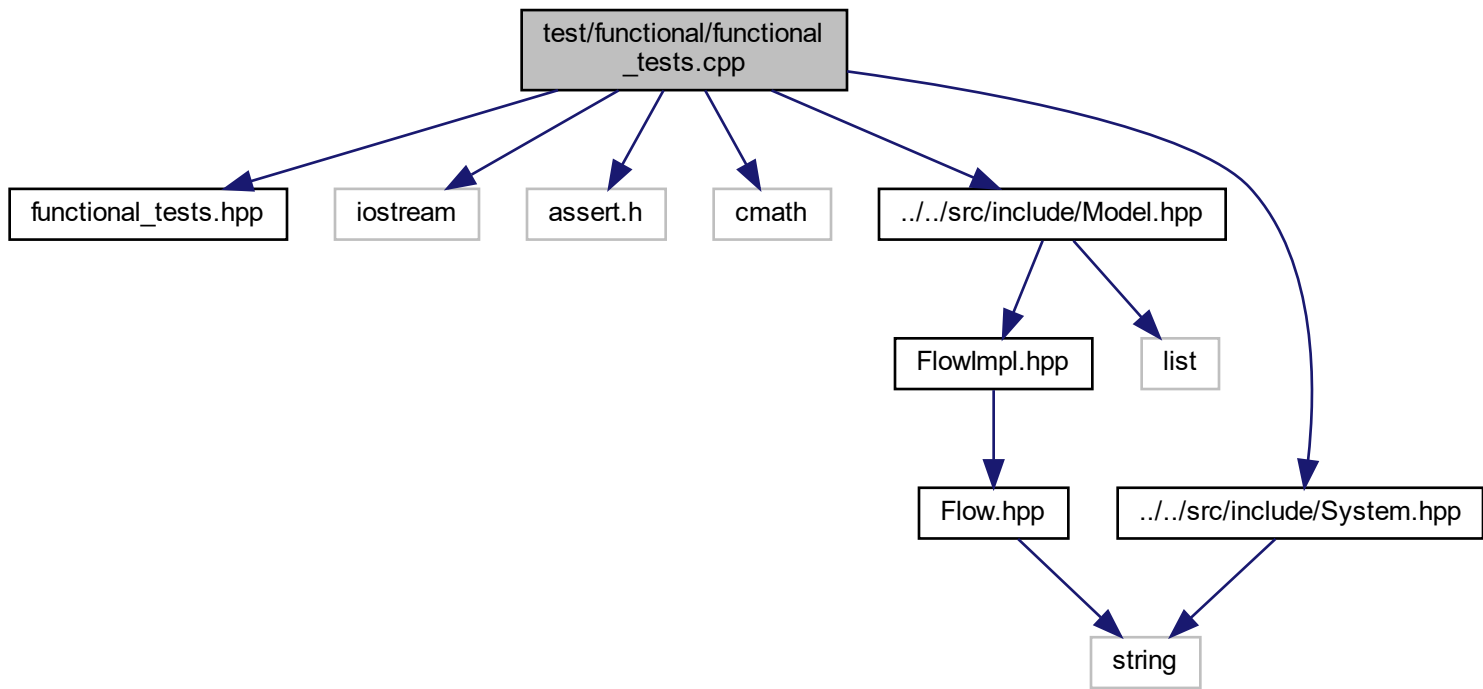 test/functional/functional
_tests.cpp
functional_tests.hpp
iostream
assert.h
cmath
../../src/include/Model.hpp
FlowImpl.hpp
list
Flow.hpp
../../src/include/System.hpp
string